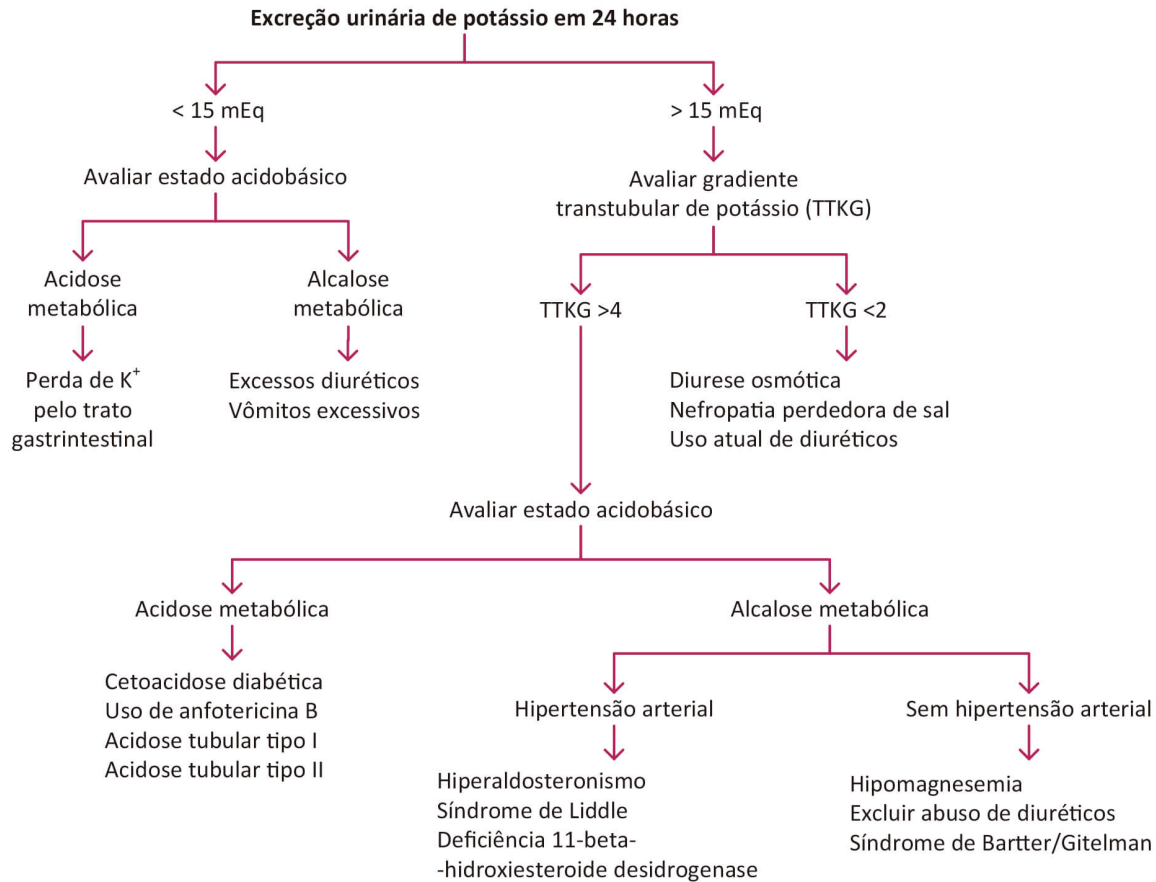 Excreção urinária de potássio em 24 horas
< 15 mEq
> 15 mEq
Avaliar estado acidobásico
Avaliar gradiente
transtubular de potássio (TTKG)
Acidose
metabólica
Alcalose
metabólica
TTKG >4
TTKG <2
Perda de K⁺
pelo trato
gastrintestinal
Excessos diuréticos
Vômitos excessivos
Diurese osmótica
Nefropatia perdedora de sal
Uso atual de diuréticos
Avaliar estado acidobásico
Acidose metabólica
Alcalose metabólica
Cetoacidose diabética
Uso de anfotericina B
Acidose tubular tipo I
Acidose tubular tipo II
Hipertensão arterial
Sem hipertensão arterial
Hiperaldosteronismo
Síndrome de Liddle
Deficiência 11-beta-
-hidroxiesteroide desidrogenase
Hipomagnesemia
Excluir abuso de diuréticos
Síndrome de Bartter/Gitelman